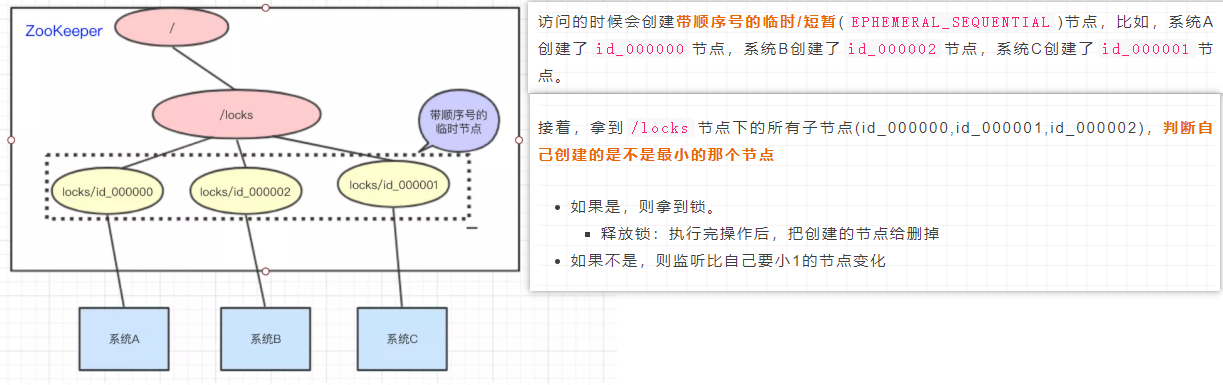 ZooKeeper
/
/locks
带顺序号的
临时节点
locks/id_000000
locks/id_000002
locks/id_000001
系统A
系统B
系统C
访问的时候会创建带顺序号的临时/短暂( EPHEMERAL_SEQUENTIAL )节点，比如，系统A
创建了 id_000000 节点，系统B创建了 id_000002 节点，系统C创建了 id_000001 节
点。
接着，拿到 /locks 节点下的所有子节点(id_000000,id_000001,id_000002)，判断自
己创建的是不是最小的那个节点
如果是，则拿到锁。
释放锁：执行完操作后，把创建的节点给删掉
如果不是，则监听比自己要小1的节点变化